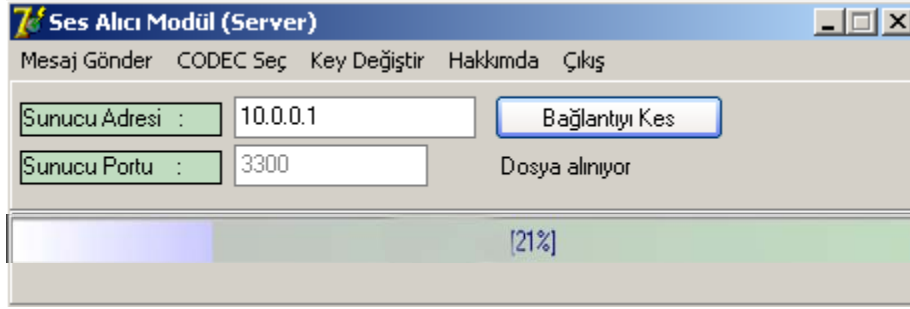 Ses Alıcı Modül (Server)
Mesaj Gönder CODEC Seç Key Değiştir Hakkımda Çıkış
Sunucu Adresi : 10.0.0.1 Bağlantıyı Kes
Sunucu Portu : 3300 Dosya alınıyor
[21%]